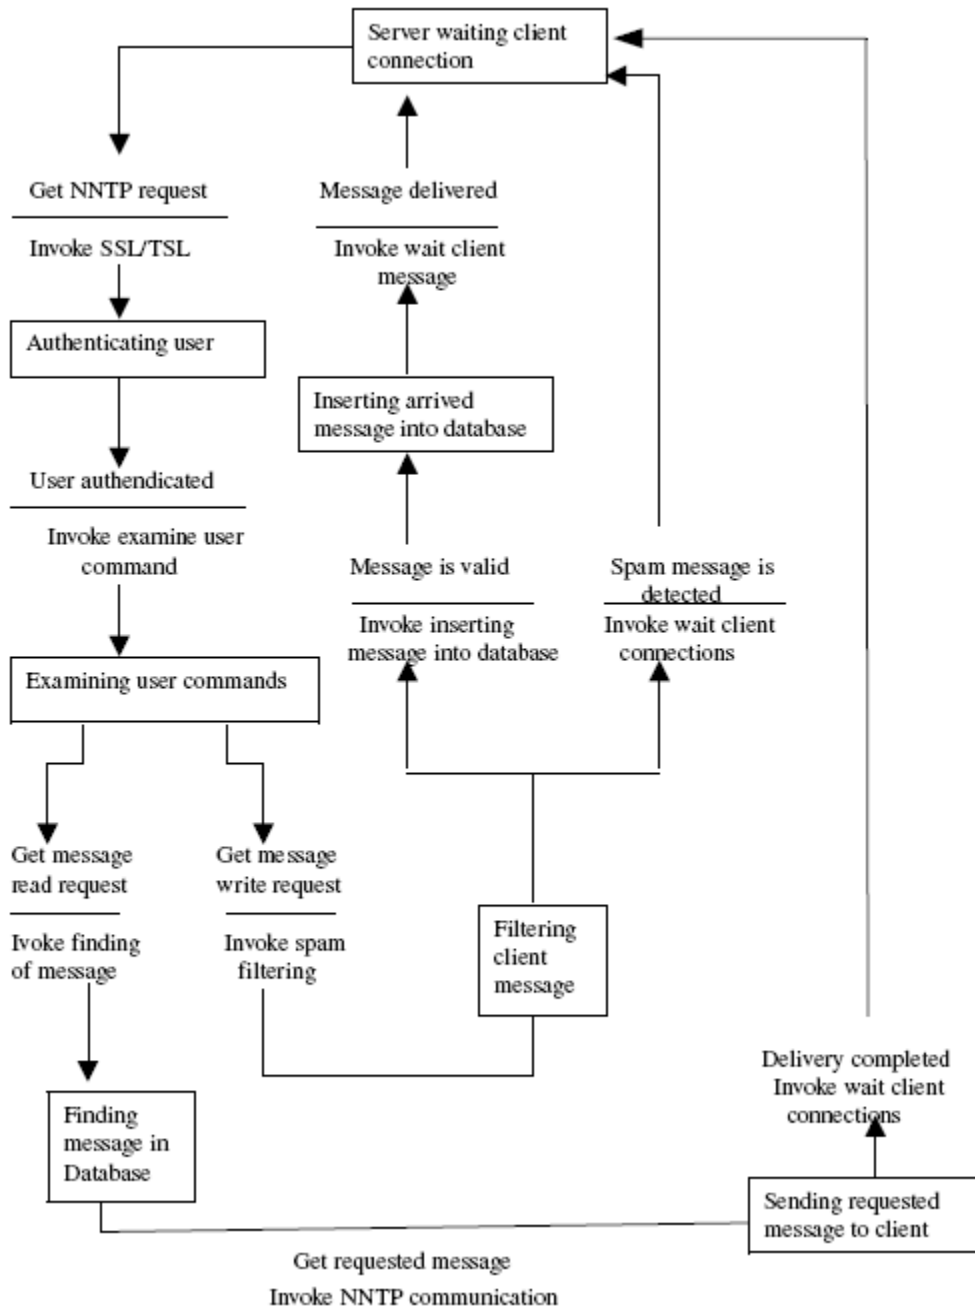 Server waiting client
connection
Get NNTP request
Invoke SSL/TSL
Message delivered
Invoke wait client
message
Authenticating user
Inserting arrived
message into database
User authendicated
Invoke examine user
command
Message is valid
Invoke inserting
message into database
Spam message is
detected
Invoke wait client
connections
Examining user commands
Get message
read request
Ivoke finding
of message
Get message
write request
Invoke spam
filtering
Filtering
client
message
Delivery completed
Invoke wait client
connections
Finding
message in
Database
Sending requested
message to client
Get requested message
Invoke NNTP communication